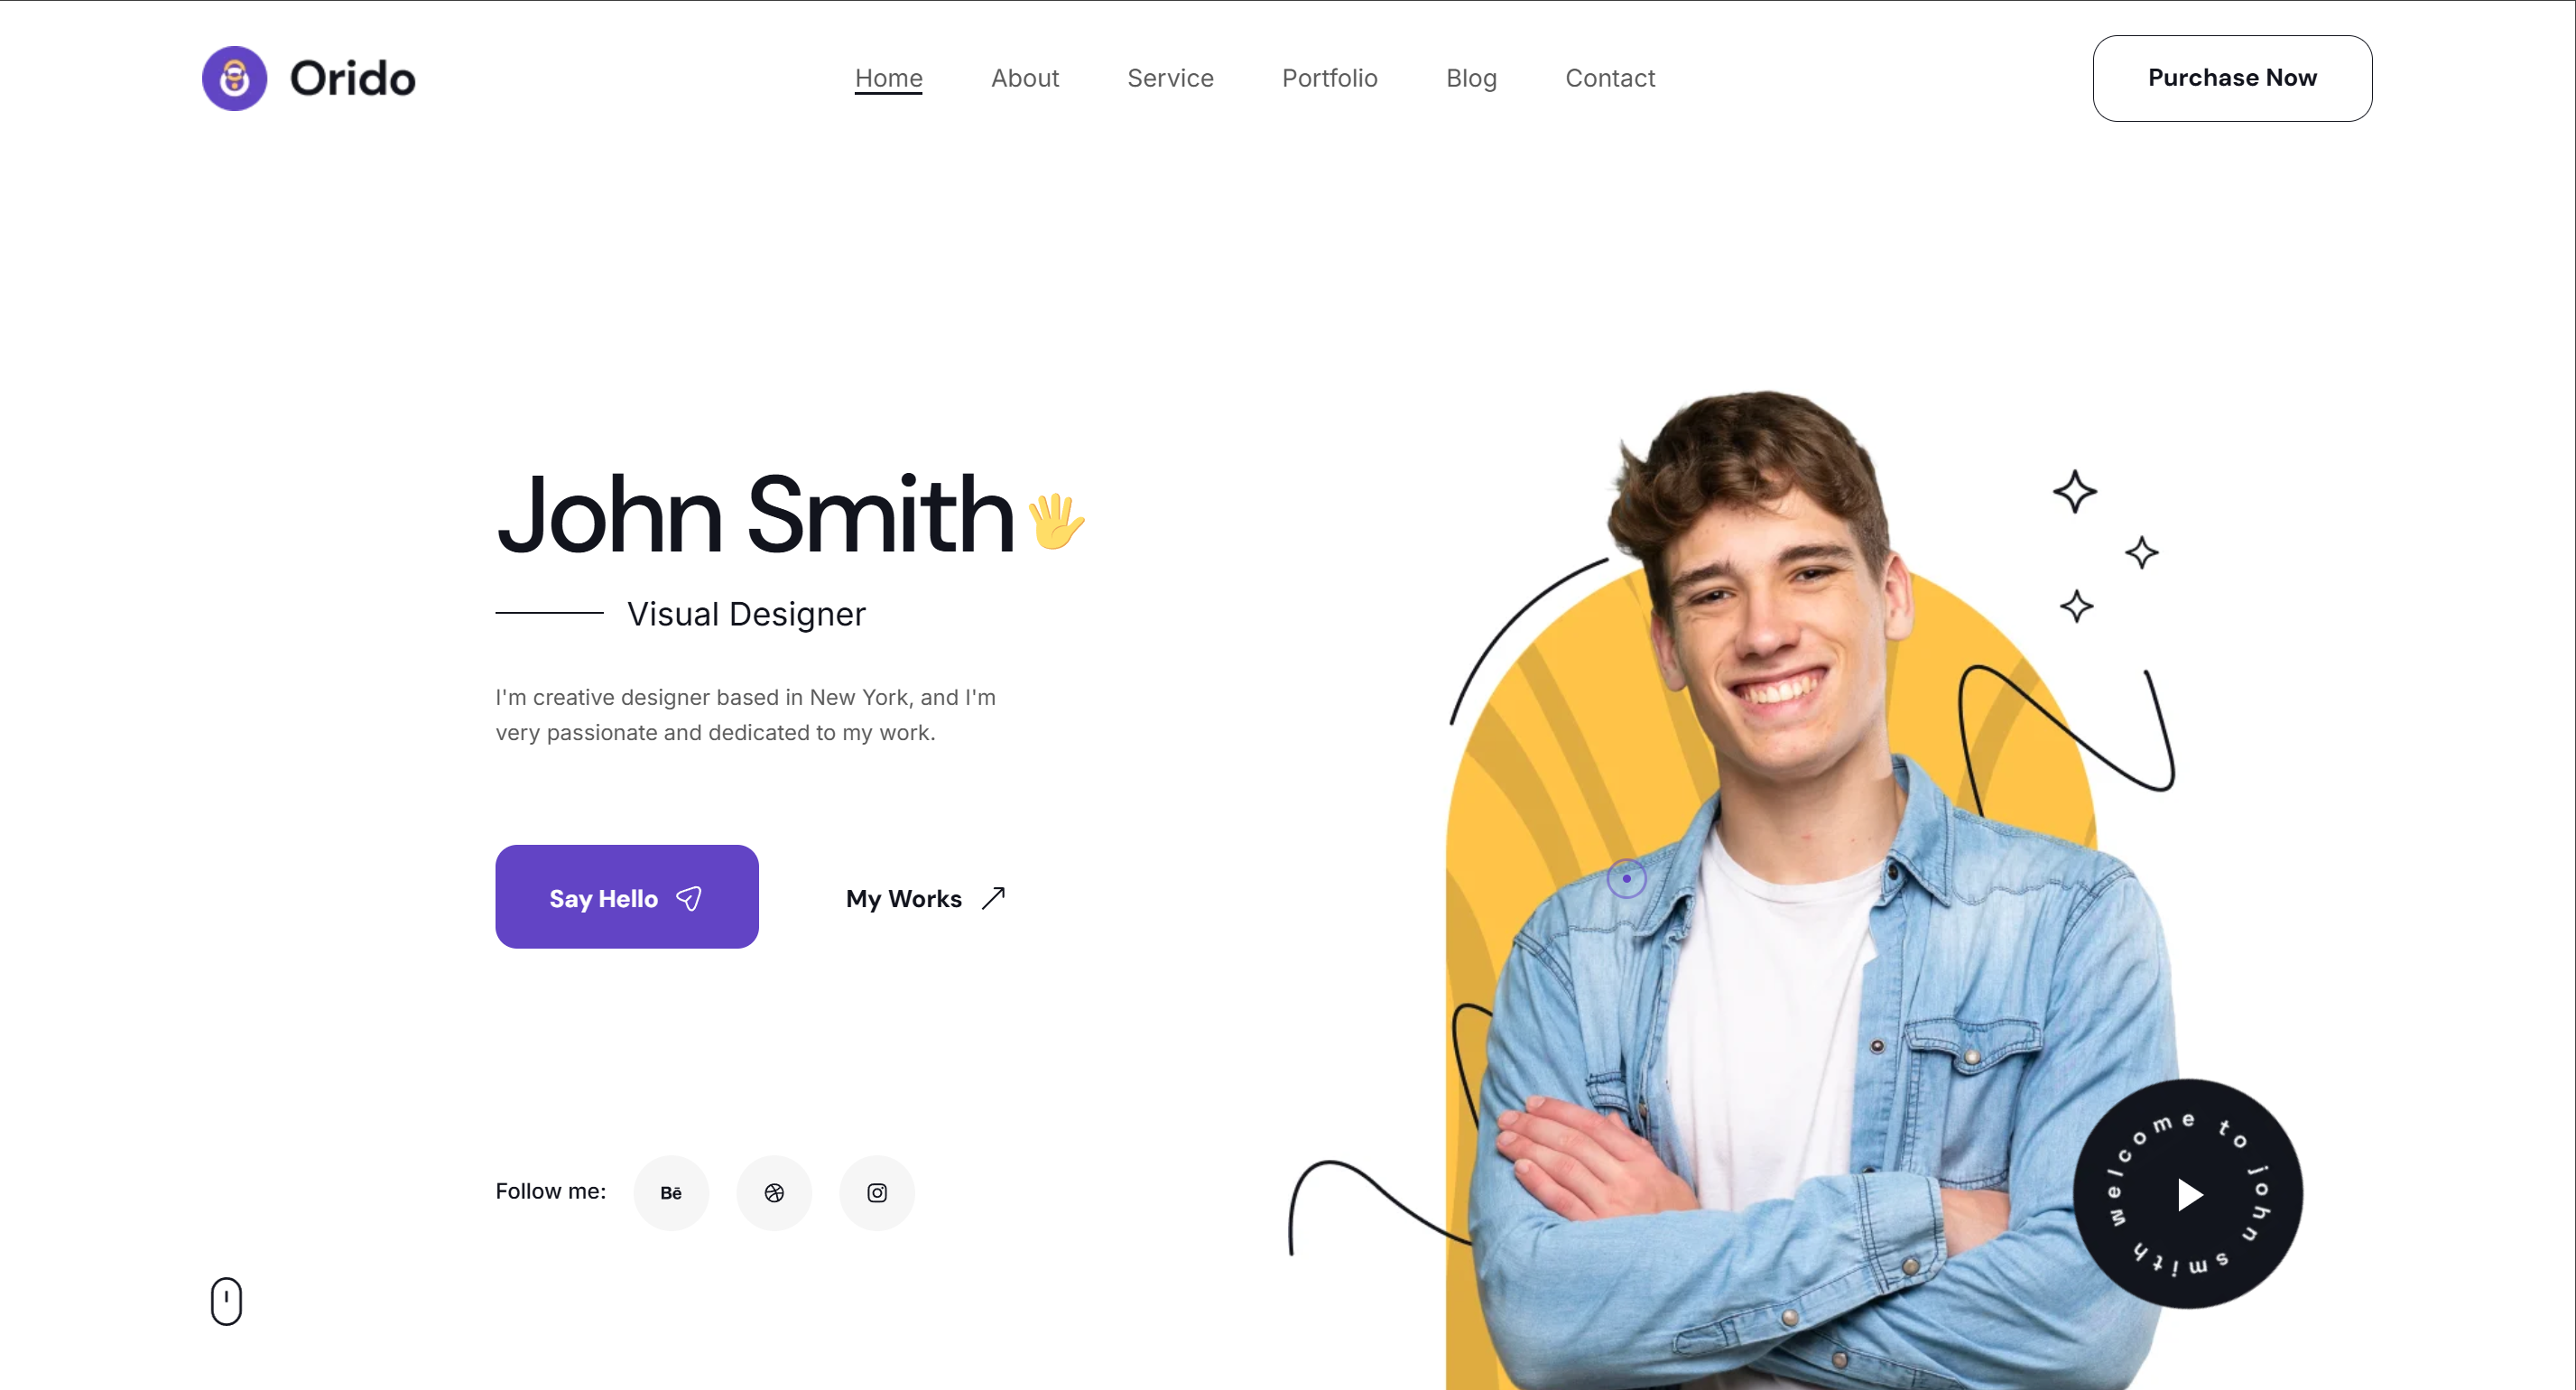 Orido
Home
About
Service
Portfolio
Blog
Contact
Purchase Now
John Smith
Visual Designer
I'm creative designer based in New York, and I'm
very passionate and dedicated to my work.
Say Hello
My Works
Follow me:
Bē
welcome to john smith